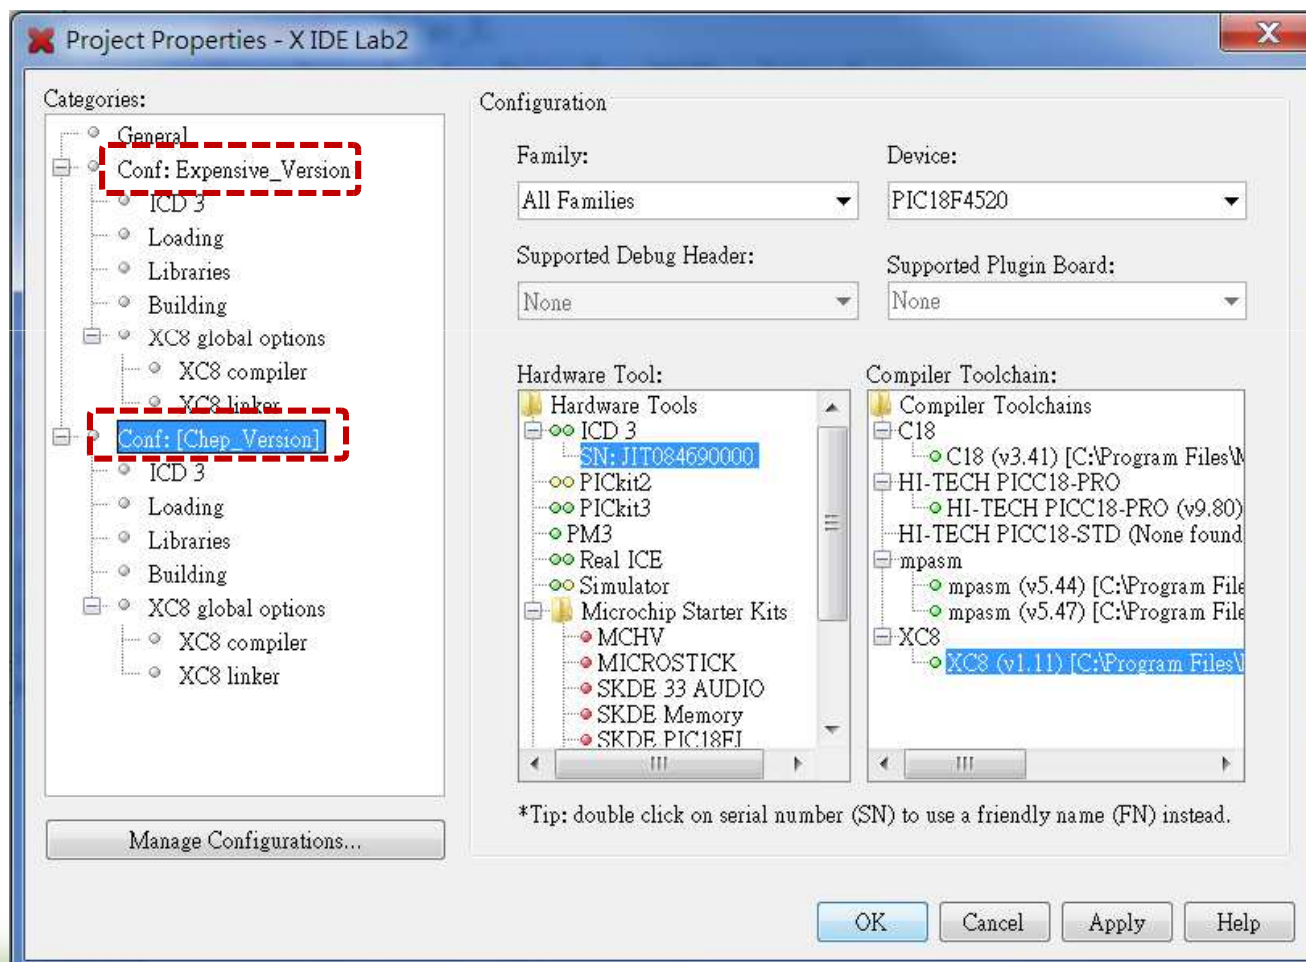 Project Properties - X IDE Lab2
X
Categories:
General
Conf: Expensive_Version
ICD 3
Loading
Libraries
Building
XC8 global options
XC8 compiler
XC8 linker
Conf: [Chep_Version]
ICD 3
Loading
Libraries
Building
XC8 global options
XC8 compiler
XC8 linker
Manage Configurations...
Configuration
Family:
Device:
All Families
PIC18F4520
Supported Debug Header:
Supported Plugin Board:
None
None
Hardware Tool:
Hardware Tools
ICD 3
SN: JIT084690000
PICkit2
PICkit3
PM3
Real ICE
Simulator
Microchip Starter Kits
MCHV
MICROSTICK
SKDE 33 AUDIO
SKDE Memory
SKDE PIC18FJ
Compiler Toolchain:
Compiler Toolchains
C18
C18 (v3.41) [C:\Program Files\M
HI-TECH PICC18-PRO
HI-TECH PICC18-PRO (v9.80)
HI-TECH PICC18-STD (None found
mpasm
mpasm (v5.44) [C:\Program File
mpasm (v5.47) [C:\Program File
XC8
XC8 (v1.11) [C:\Program Files\M
*Tip: double click on serial number (SN) to use a friendly name (FN) instead.
OK
Cancel
Apply
Help